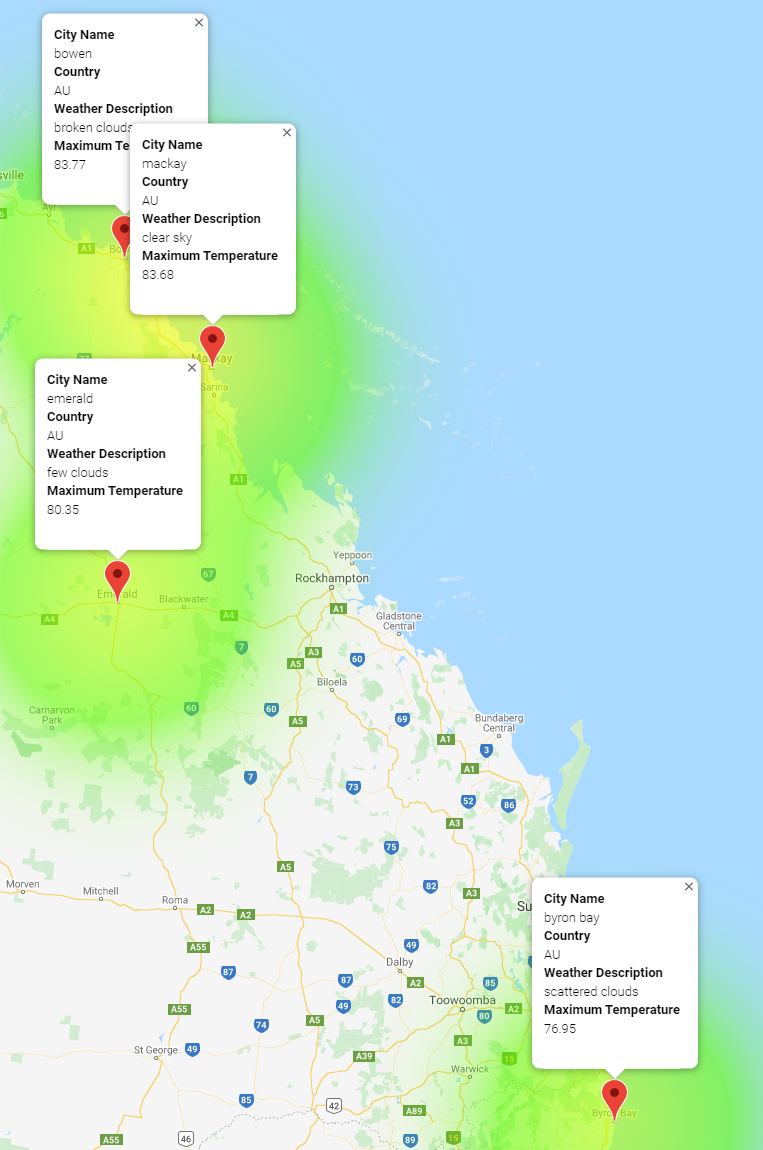 City Name
bowen
Country
AU
Weather Description
broken clouds
Maximum Te
83.77
City Name
mackay
Country
AU
Weather Description
clear sky
Maximum Temperature
83.68
sville
6
Ay
A1
Bo
Mackay
Sarina
City Name
emerald
Country
AU
Weather Description
few clouds
Maximum Temperature
80.35
A1
Yeppoon
Rockhampton
67
Emerald
Blackwater
A4
A4
A1
Gladstone
Central
7
A3
A5
60
Biloela
Carnarvon
Park
60
60
A5
69
Bundaberg
Central
A1
3
A1
7
73
52
86
A3
75
A5
82
Morven
Mitchell
Roma
A2
A2
A3
Su
City Name
byron bay
Country
AU
Weather Description
scattered clouds
Maximum Temperature
76.95
A55
49
Dalby
87
87
A2
85
82
Toowoomba
A55
49
80
A2
74
A5
A3
St George
49
A39
15
Warwick
85
42
A89
Byron Bay
A55
46
89
15